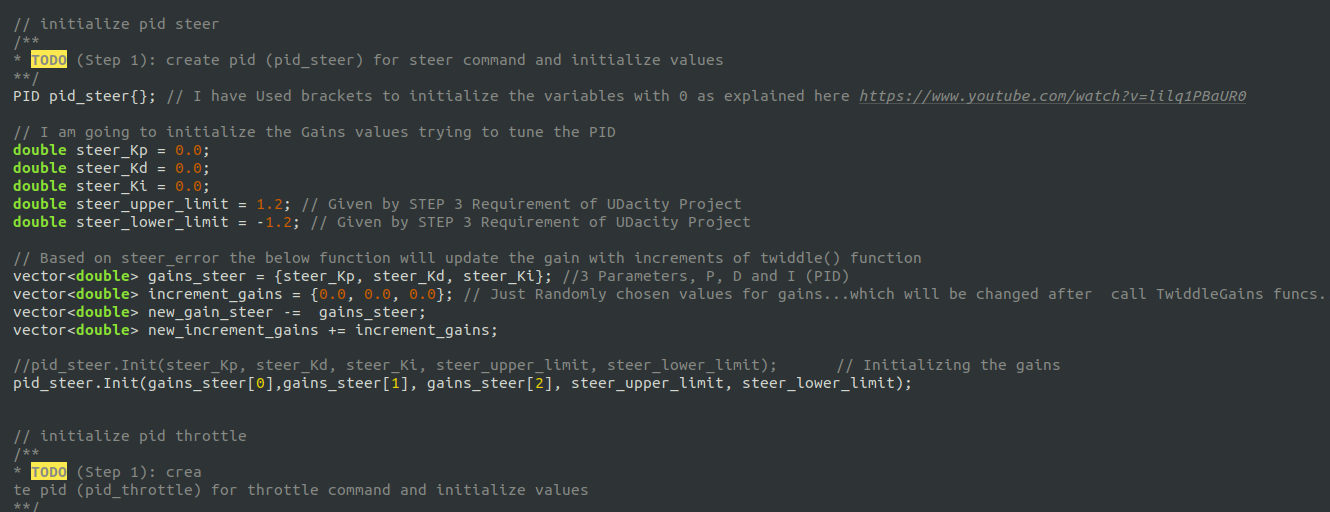 // initialize pid steer
/**
* TODO (Step 1): create pid (pid_steer) for steer command and initialize values
**/
PID pid_steer{}; // I have Used brackets to initialize the variables with 0 as explained here https://www.youtube.com/watch?v=lilq1PBaUR0
// I am going to initialize the Gains values trying to tune the PID
double steer_Kp = 0.0;
double steer_Kd = 0.0;
double steer_Ki = 0.0;
double steer_upper_limit = 1.2; // Given by STEP 3 Requirement of UDacity Project
double steer_lower_limit = -1.2; // Given by STEP 3 Requirement of UDacity Project
// Based on steer_error the below function will update the gain with increments of twiddle() function
vector<double> gains_steer = {steer_Kp, steer_Kd, steer_Ki}; //3 Parameters, P, D and I (PID)
vector<double> increment_gains = {0.0, 0.0, 0.0}; // Just Randomly chosen values for gains...which will be changed after  call TwiddleGains funcs.
vector<double> new_gain_steer -=  gains_steer;
vector<double> new_increment_gains += increment_gains;
//pid_steer.Init(steer_Kp, steer_Kd, steer_Ki, steer_upper_limit, steer_lower_limit);      // Initializing the gains
pid_steer.Init(gains_steer[0],gains_steer[1], gains_steer[2], steer_upper_limit, steer_lower_limit);
// initialize pid throttle
/**
* TODO (Step 1): crea
te pid (pid_throttle) for throttle command and initialize values
**/